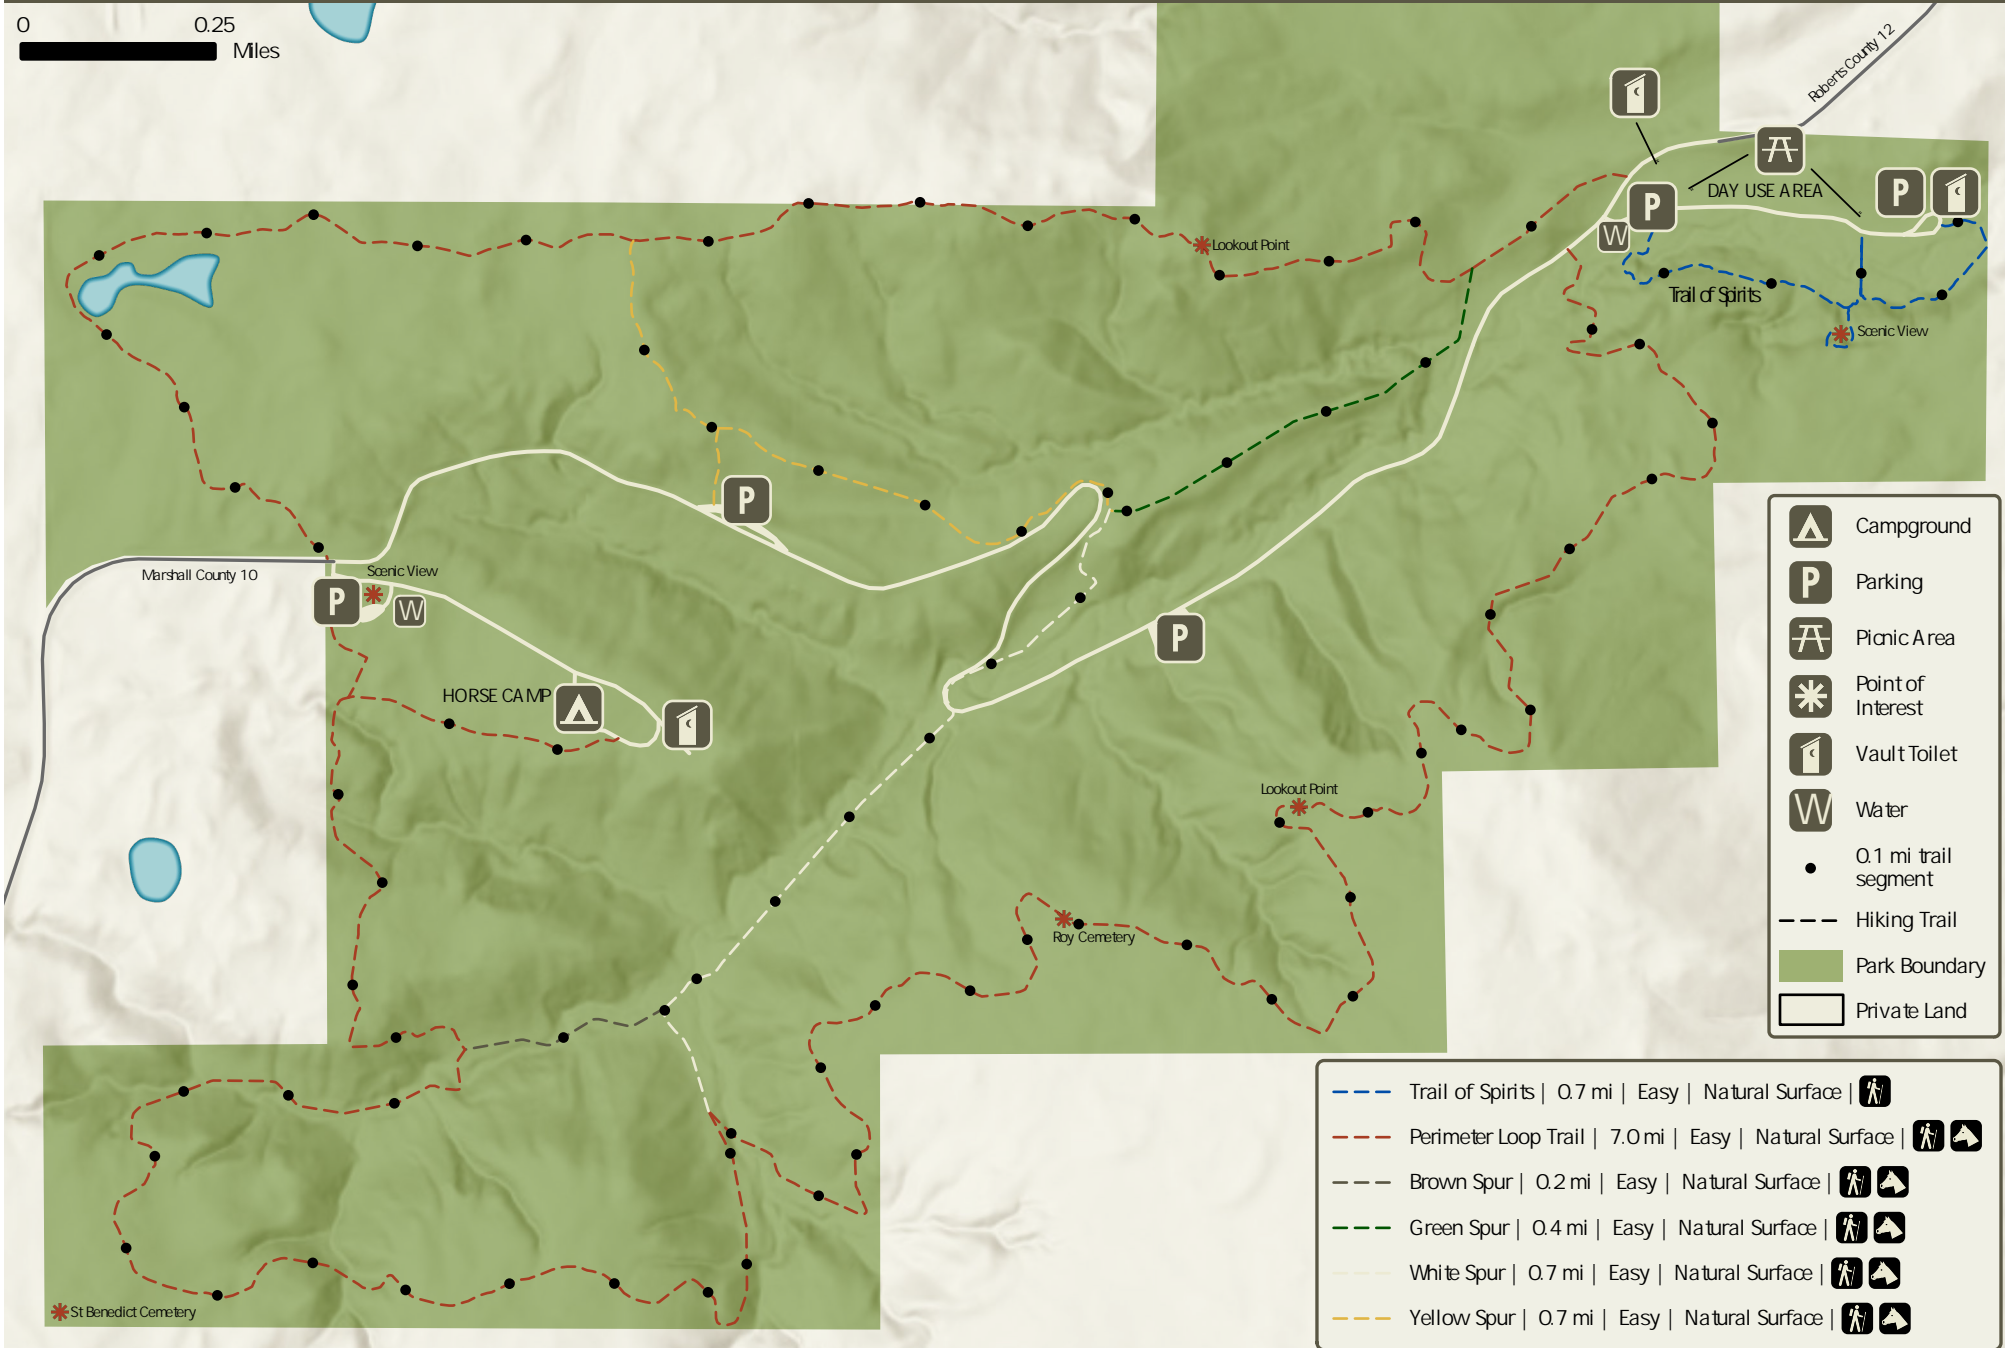 0 0.25
Miles
Roberts County 12
P
DAY USE AREA
P
W
Lookout Point
Trail of Spirits
Scenic View
P
Marshall County 10
Scenic View
P
W
P
HORSE CAMP
Lookout Point
Roy Cemetery
St Benedict Cemetery
Campground
P Parking
Picnic Area
Point of
Interest
Vault Toilet
W Water
0.1 mi trail
segment
Hiking Trail
Park Boundary
Private Land
Trail of Spirits | 0.7 mi | Easy | Natural Surface |
Perimeter Loop Trail | 7.0 mi | Easy | Natural Surface |
Brown Spur | 0.2 mi | Easy | Natural Surface |
Green Spur | 0.4 mi | Easy | Natural Surface |
White Spur | 0.7 mi | Easy | Natural Surface |
Yellow Spur | 0.7 mi | Easy | Natural Surface |